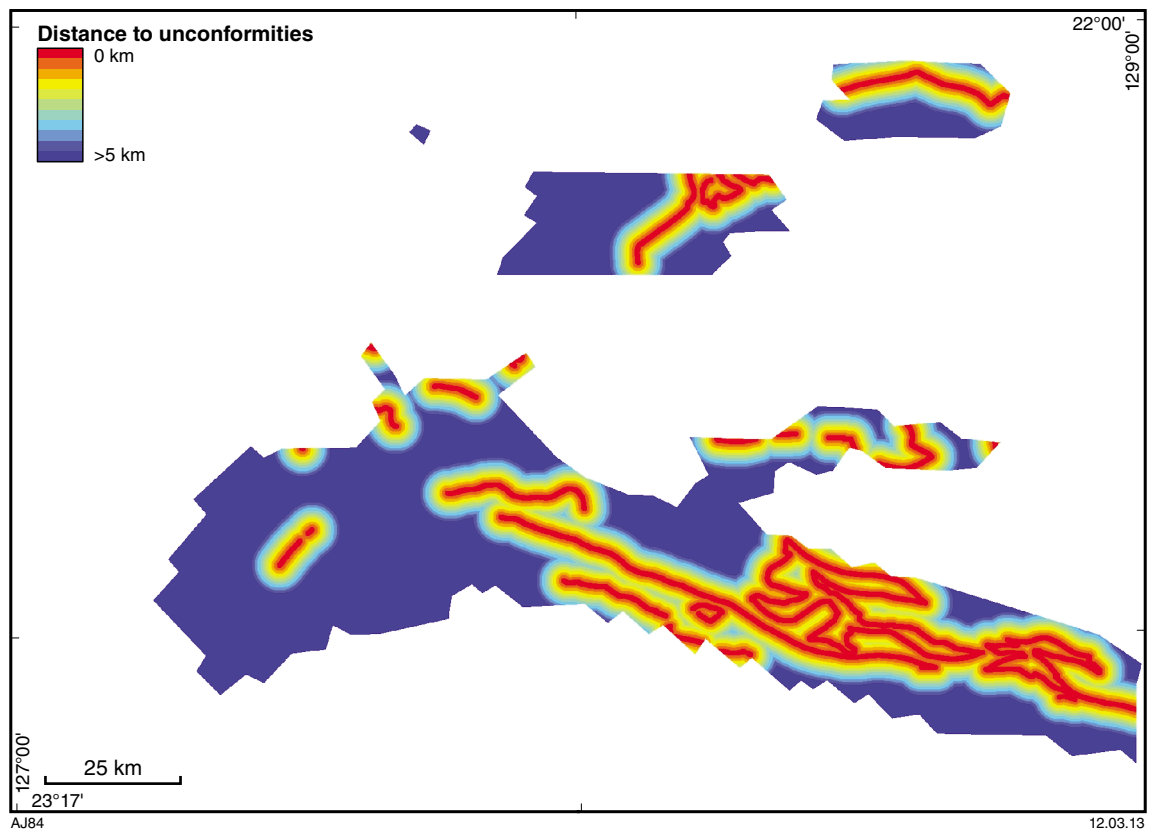 Distance to unconformities
0 km
>5 km
22°00'
129°00'
127°00'
25 km
23°17'
AJ84
12.03.13